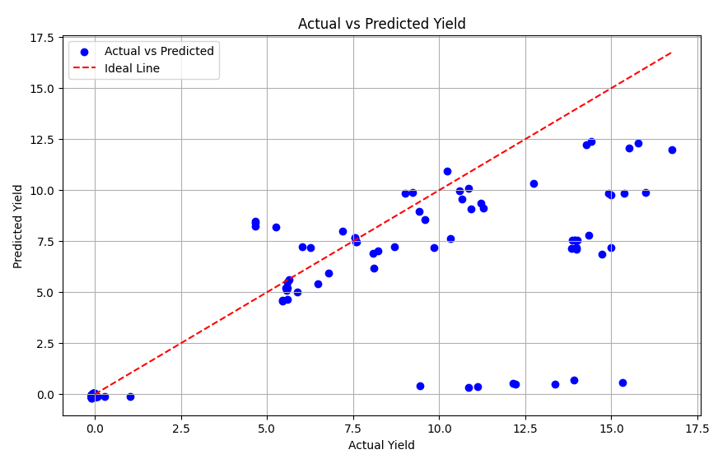 Actual vs Predicted Yield
17.5
15.0
12.5
10.0
7.5
5.0
2.5
0.0
Predicted Yield
Actual vs Predicted
Ideal Line
0.0 2.5 5.0 7.5 10.0 12.5 15.0 17.5
Actual Yield